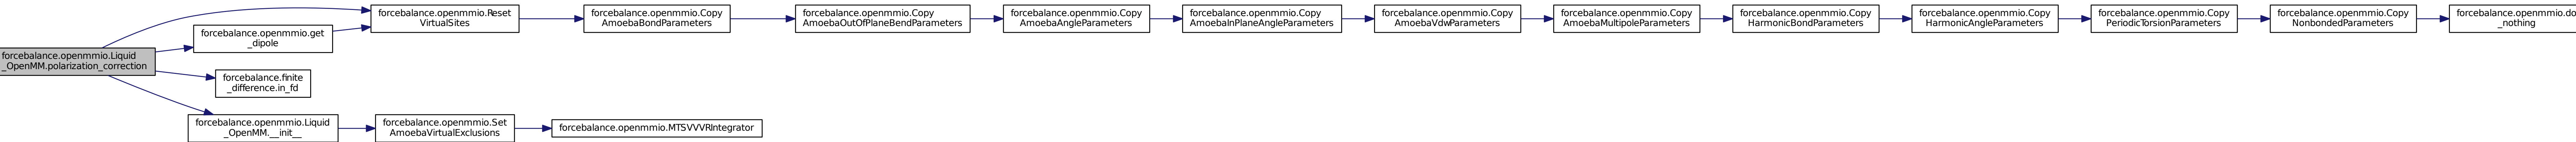 forcebalance.openmmio.Liquid
_OpenMM.polarization_correction
forcebalance.openmmio.get
_dipole
forcebalance.finite
_difference.in_fd
forcebalance.openmmio.Liquid
_OpenMM.__init__
forcebalance.openmmio.Reset
VirtualSites
forcebalance.openmmio.Set
AmoebaVirtualExclusions
forcebalance.openmmio.MTSVVVRIntegrator
forcebalance.openmmio.Copy
AmoebaBondParameters
forcebalance.openmmio.Copy
AmoebaOutOfPlaneBendParameters
forcebalance.openmmio.Copy
AmoebaAngleParameters
forcebalance.openmmio.Copy
AmoebaInPlaneAngleParameters
forcebalance.openmmio.Copy
AmoebaVdwParameters
forcebalance.openmmio.Copy
AmoebaMultipoleParameters
forcebalance.openmmio.Copy
HarmonicBondParameters
forcebalance.openmmio.Copy
HarmonicAngleParameters
forcebalance.openmmio.Copy
PeriodicTorsionParameters
forcebalance.openmmio.Copy
NonbondedParameters
forcebalance.openmmio.do
_nothing